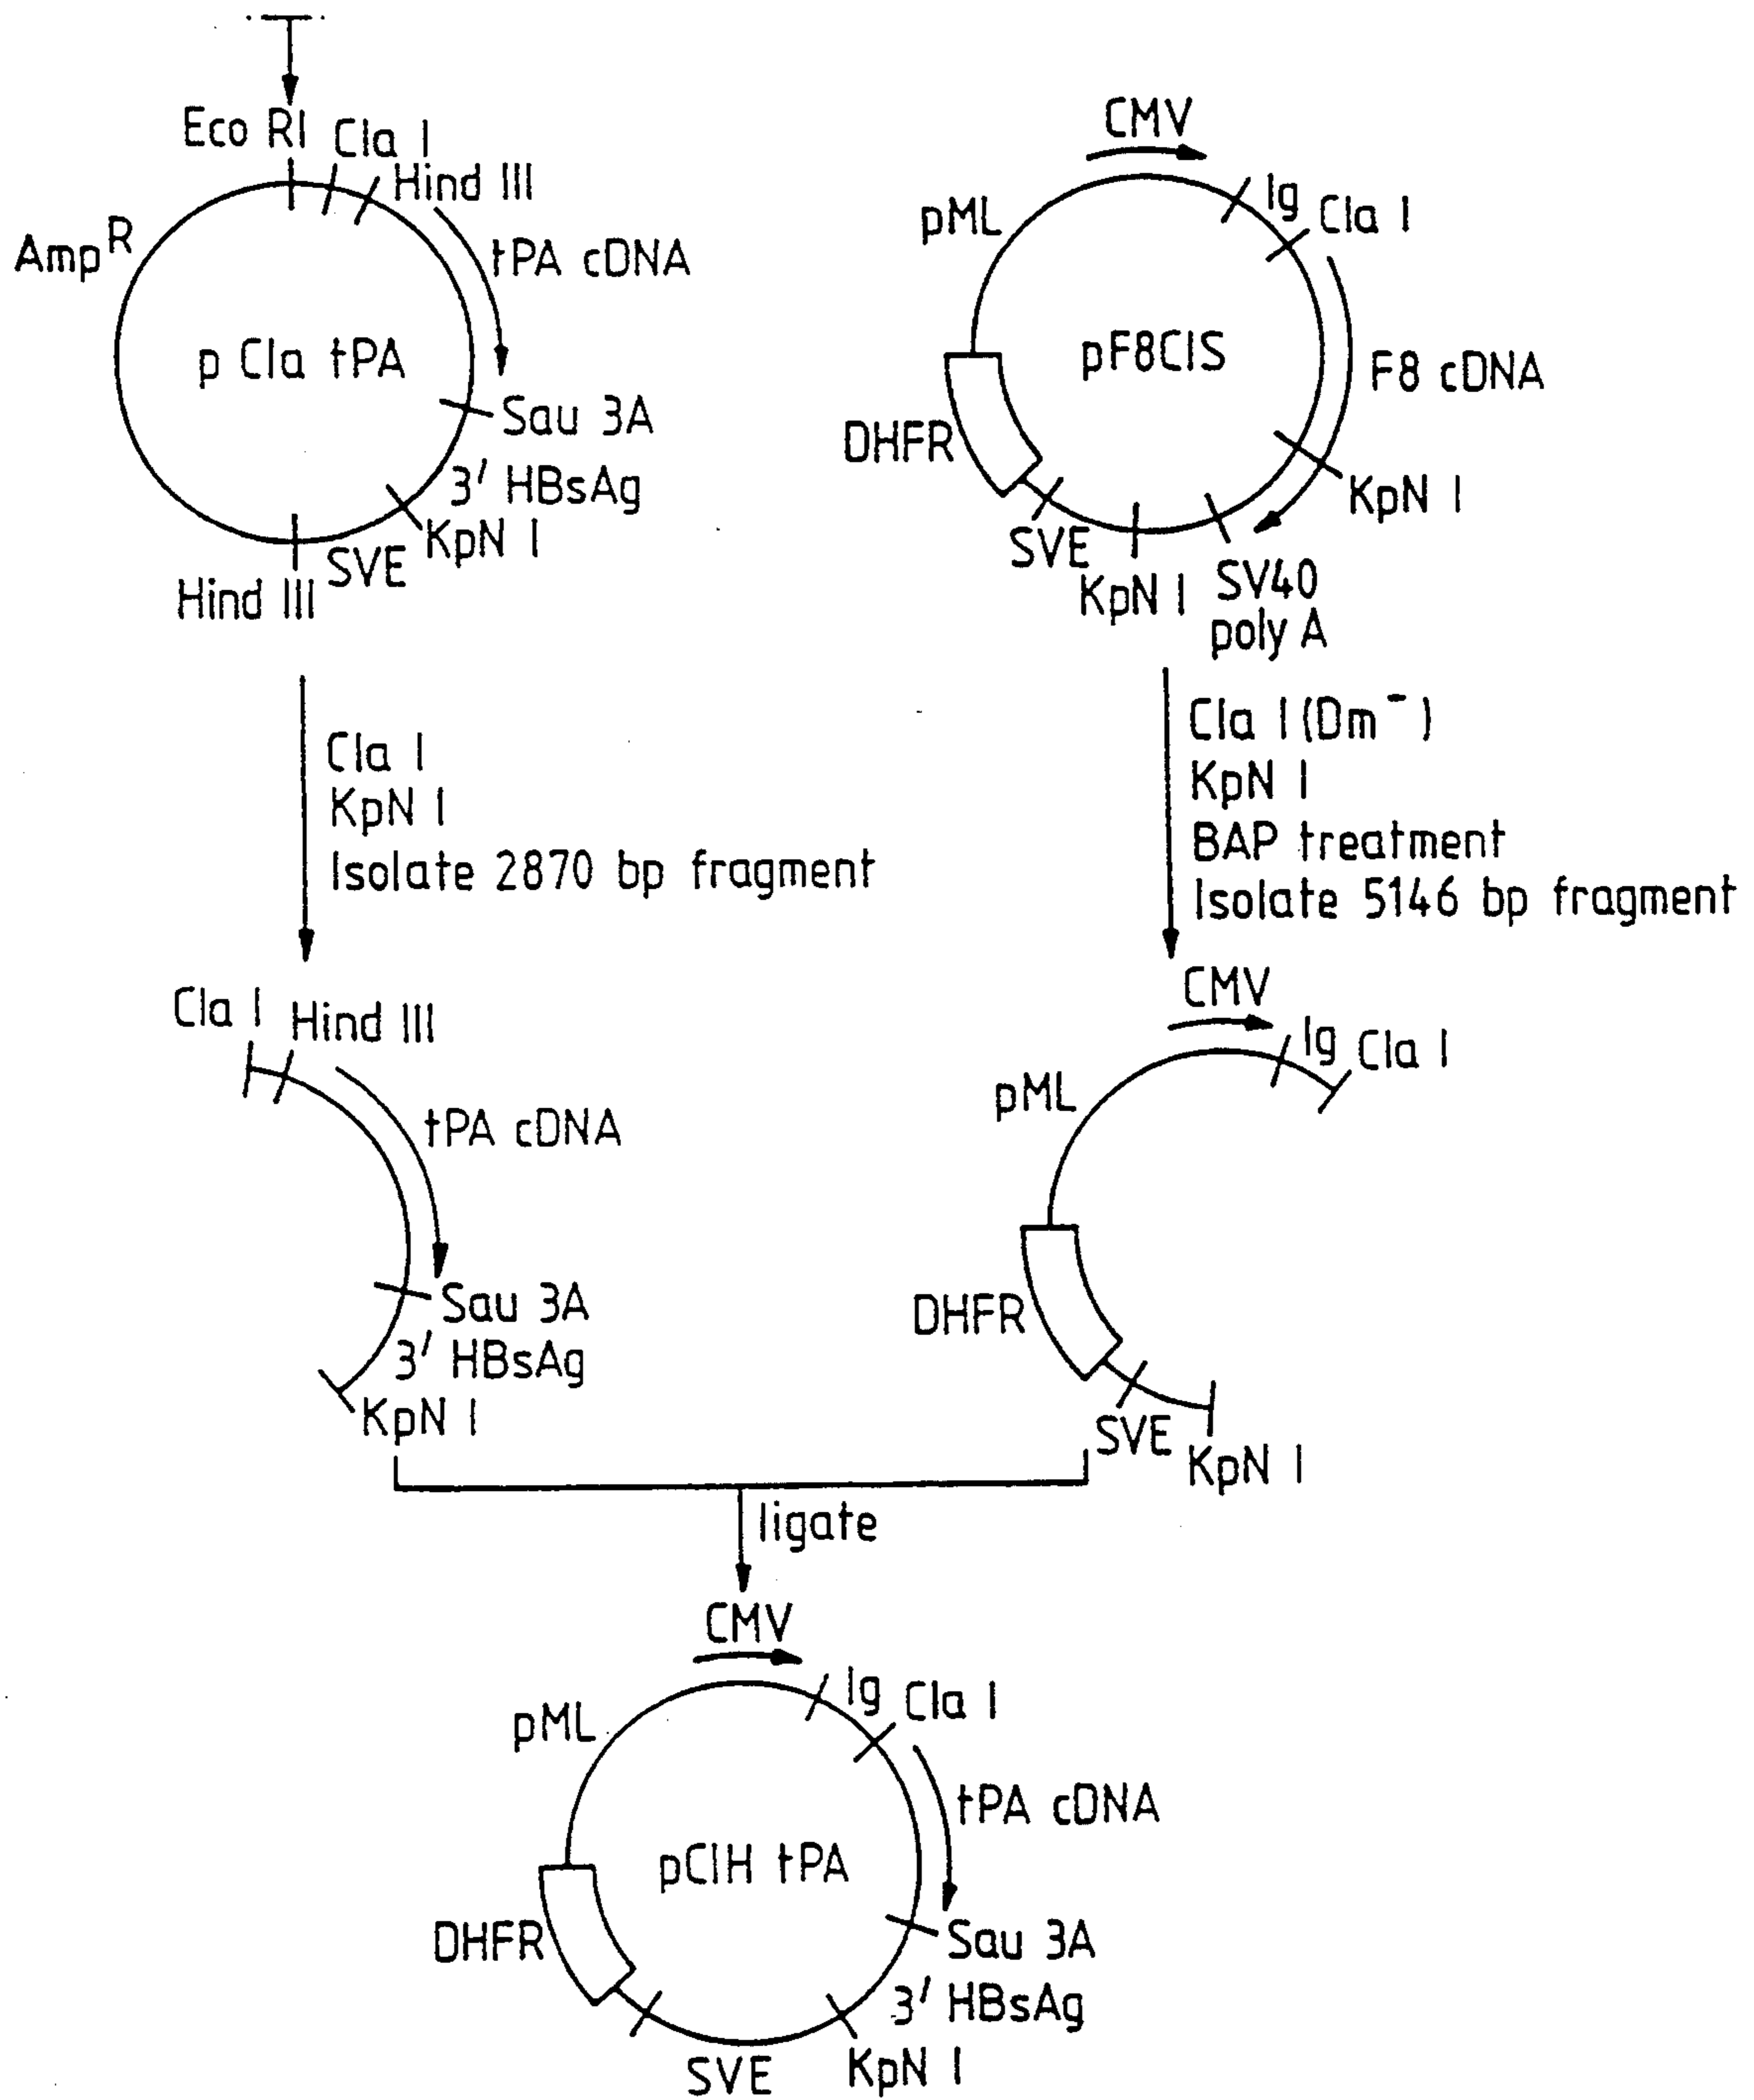 Eco RI
Cla I
Hind III
Amp R
tPA cDNA
p Cla tPA
Sau 3A
3' HBsAg
KpN I
SVE
Hind III
CMV
pML
Ig
Cla I
pF8CIS
F8 cDNA
DHFR
KpN I
SVE
KpN I
SV40
poly A
Cla I
KpN I
Isolate 2870 bp fragment
Cla I (Dm⁻)
KpN I
BAP treatment
Isolate 5146 bp fragment
Cla I
Hind III
tPA cDNA
Sau 3A
3' HBsAg
KpN I
CMV
Ig
Cla I
pML
DHFR
SVE
KpN I
ligate
CMV
Ig
Cla I
pML
tPA cDNA
pCIH tPA
DHFR
Sau 3A
3' HBsAg
KpN I
SVE